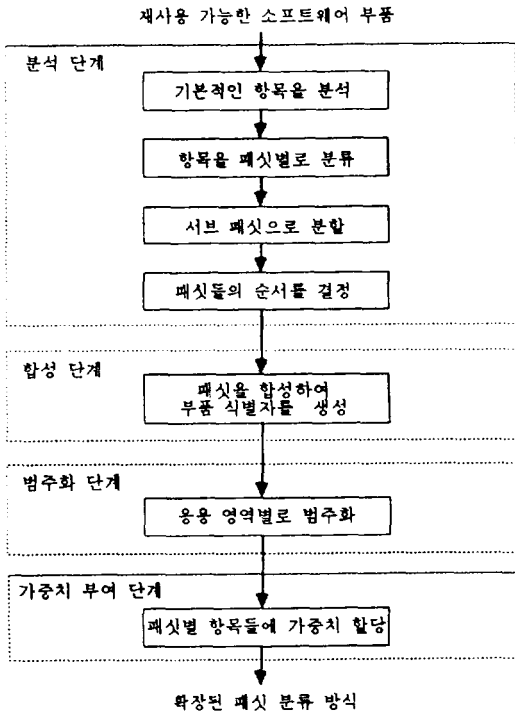 재사용 가능한 소프트웨어 부품
분석 단계
기본적인 항목을 분석
항목을 패싯별로 분류
서브 패싯으로 분할
패싯들의 순서를 결정
합성 단계
패싯을 합성하여
부품 식별자를 생성
범주화 단계
응용 영역별로 범주화
가중치 부여 단계
패싯별 항목들에 가중치 할당
확장된 패싯 분류 방식